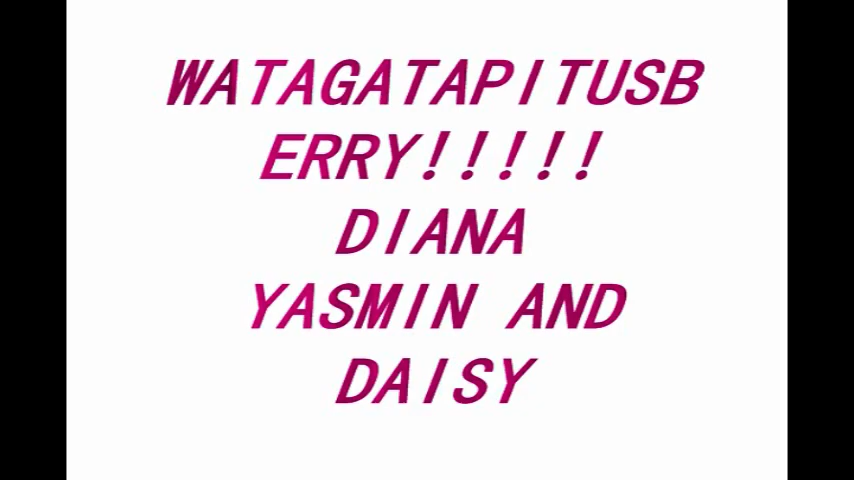 WATAGATAPITUSB
ERRY!!!!!
DIANA
YASMIN AND
DAISY